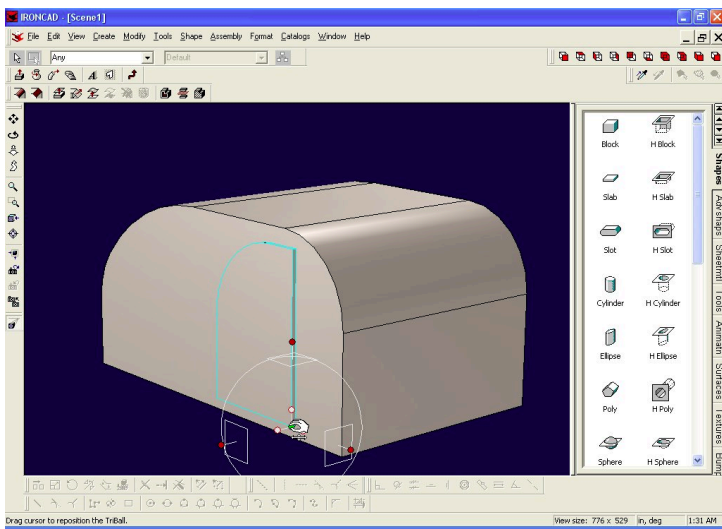 IRONCAD - [Scene1]
File Edit View Create Modify Tools Shape Assembly Format Catalogs Window Help
Any Default
Block H Block
Slab H Slab
Slot H Slot
Cylinder H Cylinder
Ellipse H Ellipse
Poly H Poly
Sphere H Sphere
Shapes
Advshaps
Sheetmtl
Tools
Animatn
Surfaces
Textures
Bump
Drag cursor to reposition the TriBall.
View size: 776 x 529 in, deg 1:31 AM